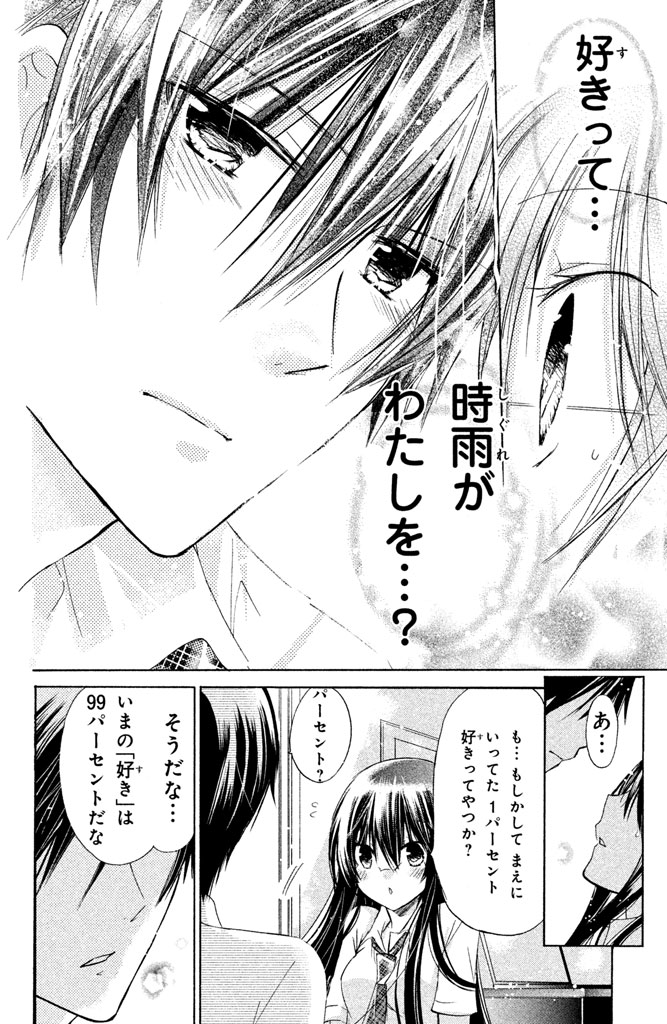 好きって…
時雨が
わたしを…？
あ…
も… もしかして まえに
いってた １パーセント
好きってやつか？
パーセント？
そうだな…
いまの「好き」は
99パーセントだな